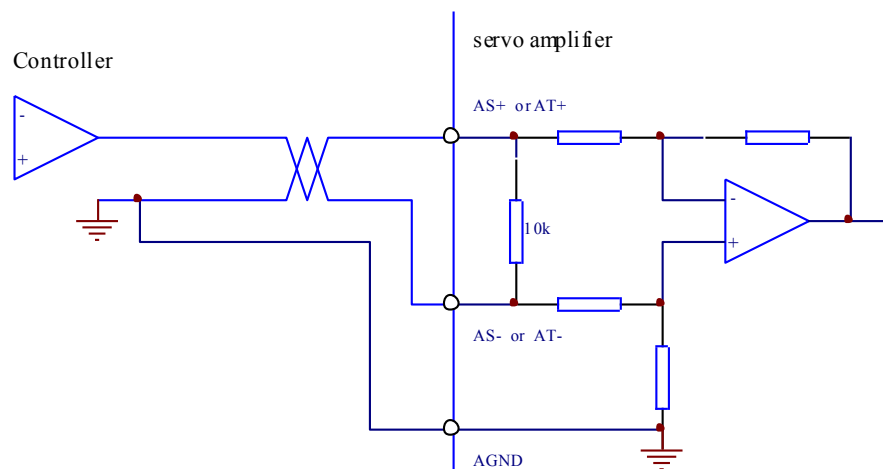 servo amplifier
Controller
AS+ or AT+
-
+
-
+
10k
AS- or AT-
AGND